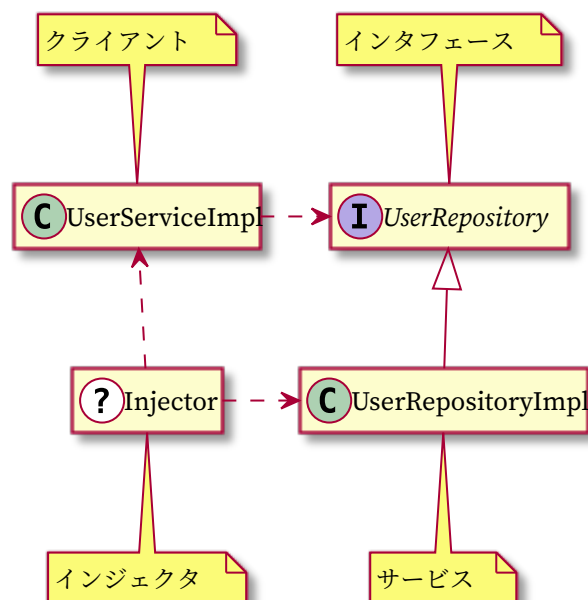 クライアント
インタフェース
C UserServiceImpl
I UserRepository
? Injector
C UserRepositoryImpl
インジェクタ
サービス